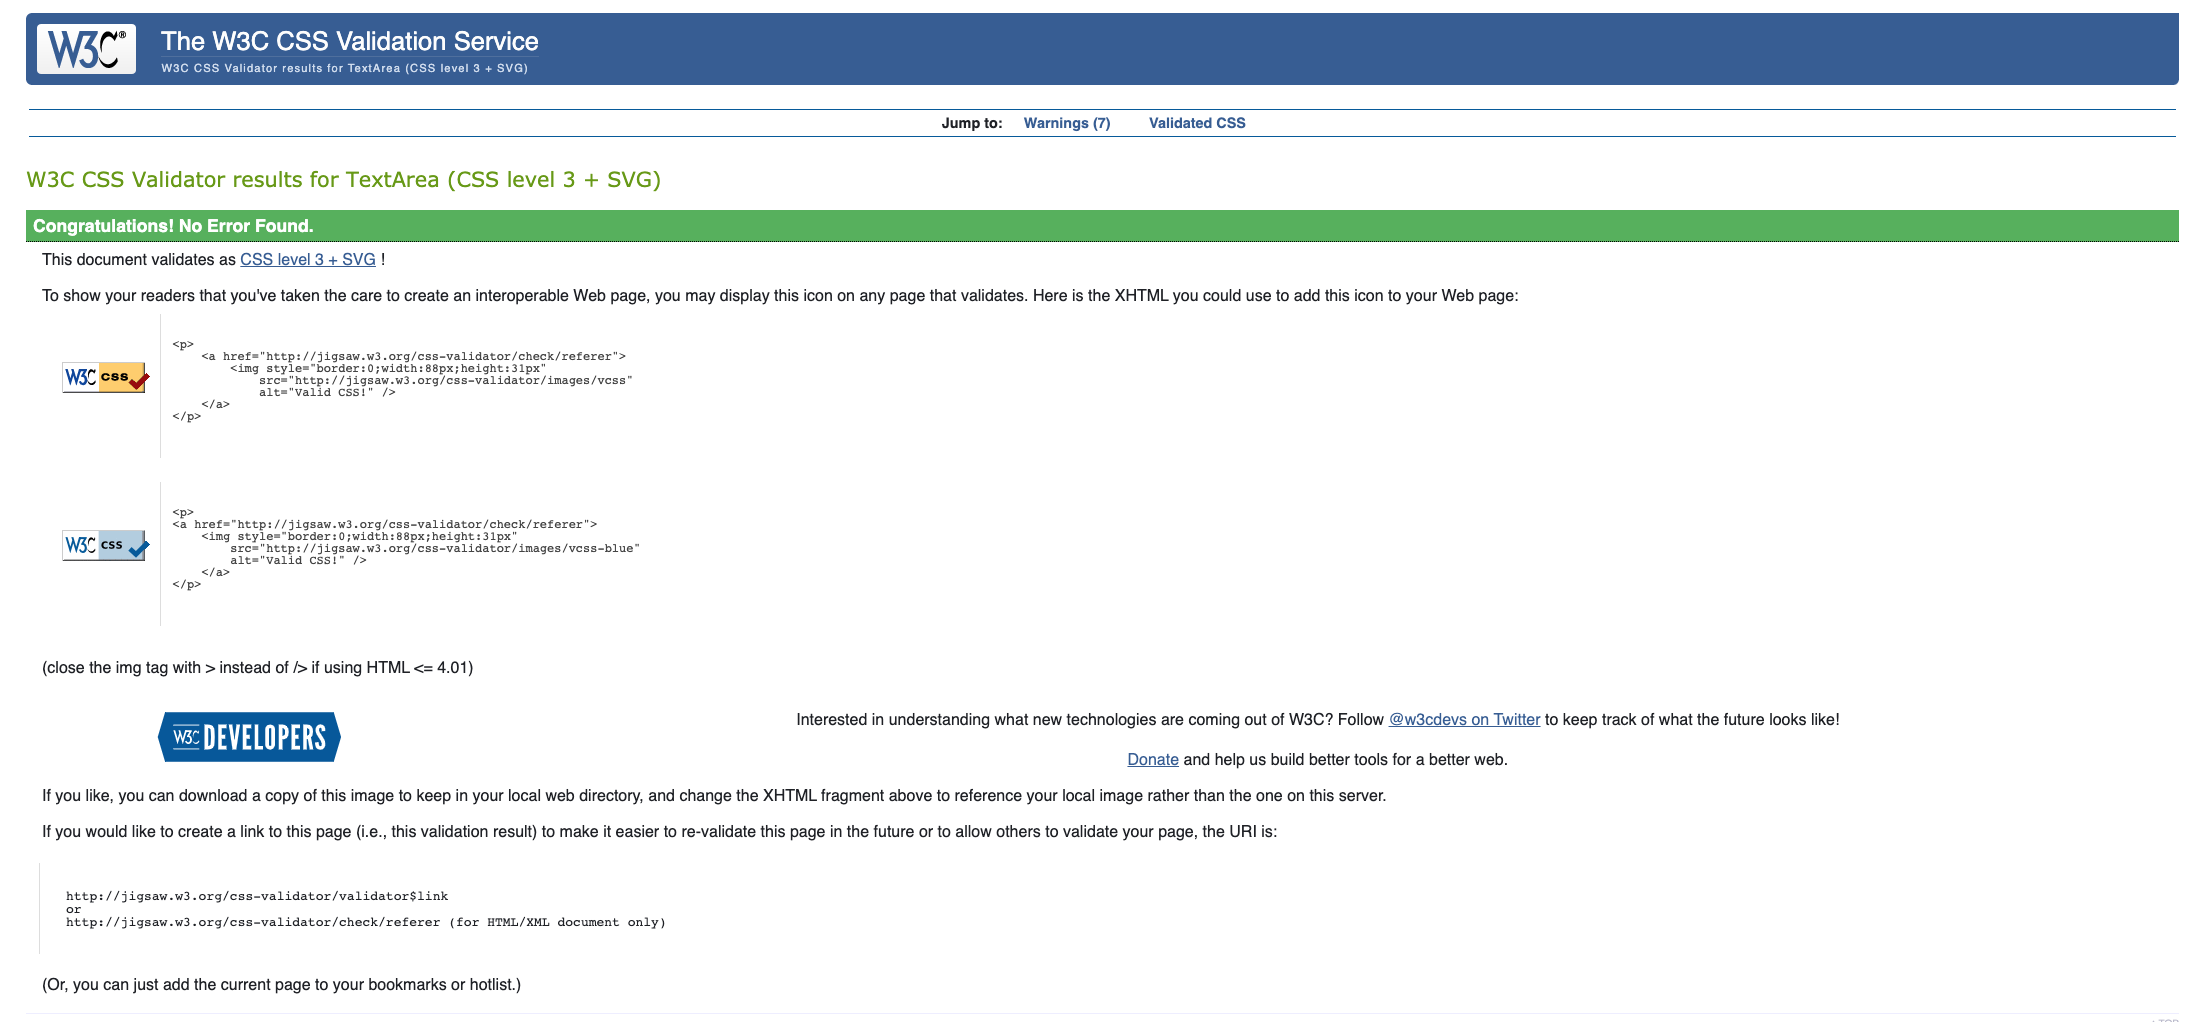 W3C®
The W3C CSS Validation Service
W3C CSS Validator results for TextArea (CSS level 3 + SVG)
Jump to: Warnings (7) Validated CSS
W3C CSS Validator results for TextArea (CSS level 3 + SVG)
Congratulations! No Error Found.
This document validates as CSS level 3 + SVG !
To show your readers that you've taken the care to create an interoperable Web page, you may display this icon on any page that validates. Here is the XHTML you could use to add this icon to your Web page:
W3C css
<p>
<a href="http://jigsaw.w3.org/css-validator/check/referer">
<img style="border:0;width:88px;height:31px"
src="http://jigsaw.w3.org/css-validator/images/vcss"
alt="Valid CSS!" />
</a>
</p>
W3C css
<p>
<a href="http://jigsaw.w3.org/css-validator/check/referer">
<img style="border:0;width:88px;height:31px"
src="http://jigsaw.w3.org/css-validator/images/vcss-blue"
alt="Valid CSS!" />
</a>
</p>
(close the img tag with > instead of /> if using HTML <= 4.01)
W3C DEVELOPERS
Interested in understanding what new technologies are coming out of W3C? Follow @w3cdevs on Twitter to keep track of what the future looks like!
Donate and help us build better tools for a better web.
If you like, you can download a copy of this image to keep in your local web directory, and change the XHTML fragment above to reference your local image rather than the one on this server.
If you would like to create a link to this page (i.e., this validation result) to make it easier to re-validate this page in the future or to allow others to validate your page, the URI is:
http://jigsaw.w3.org/css-validator/validator$link
or
http://jigsaw.w3.org/css-validator/check/referer (for HTML/XML document only)
(Or, you can just add the current page to your bookmarks or hotlist.)